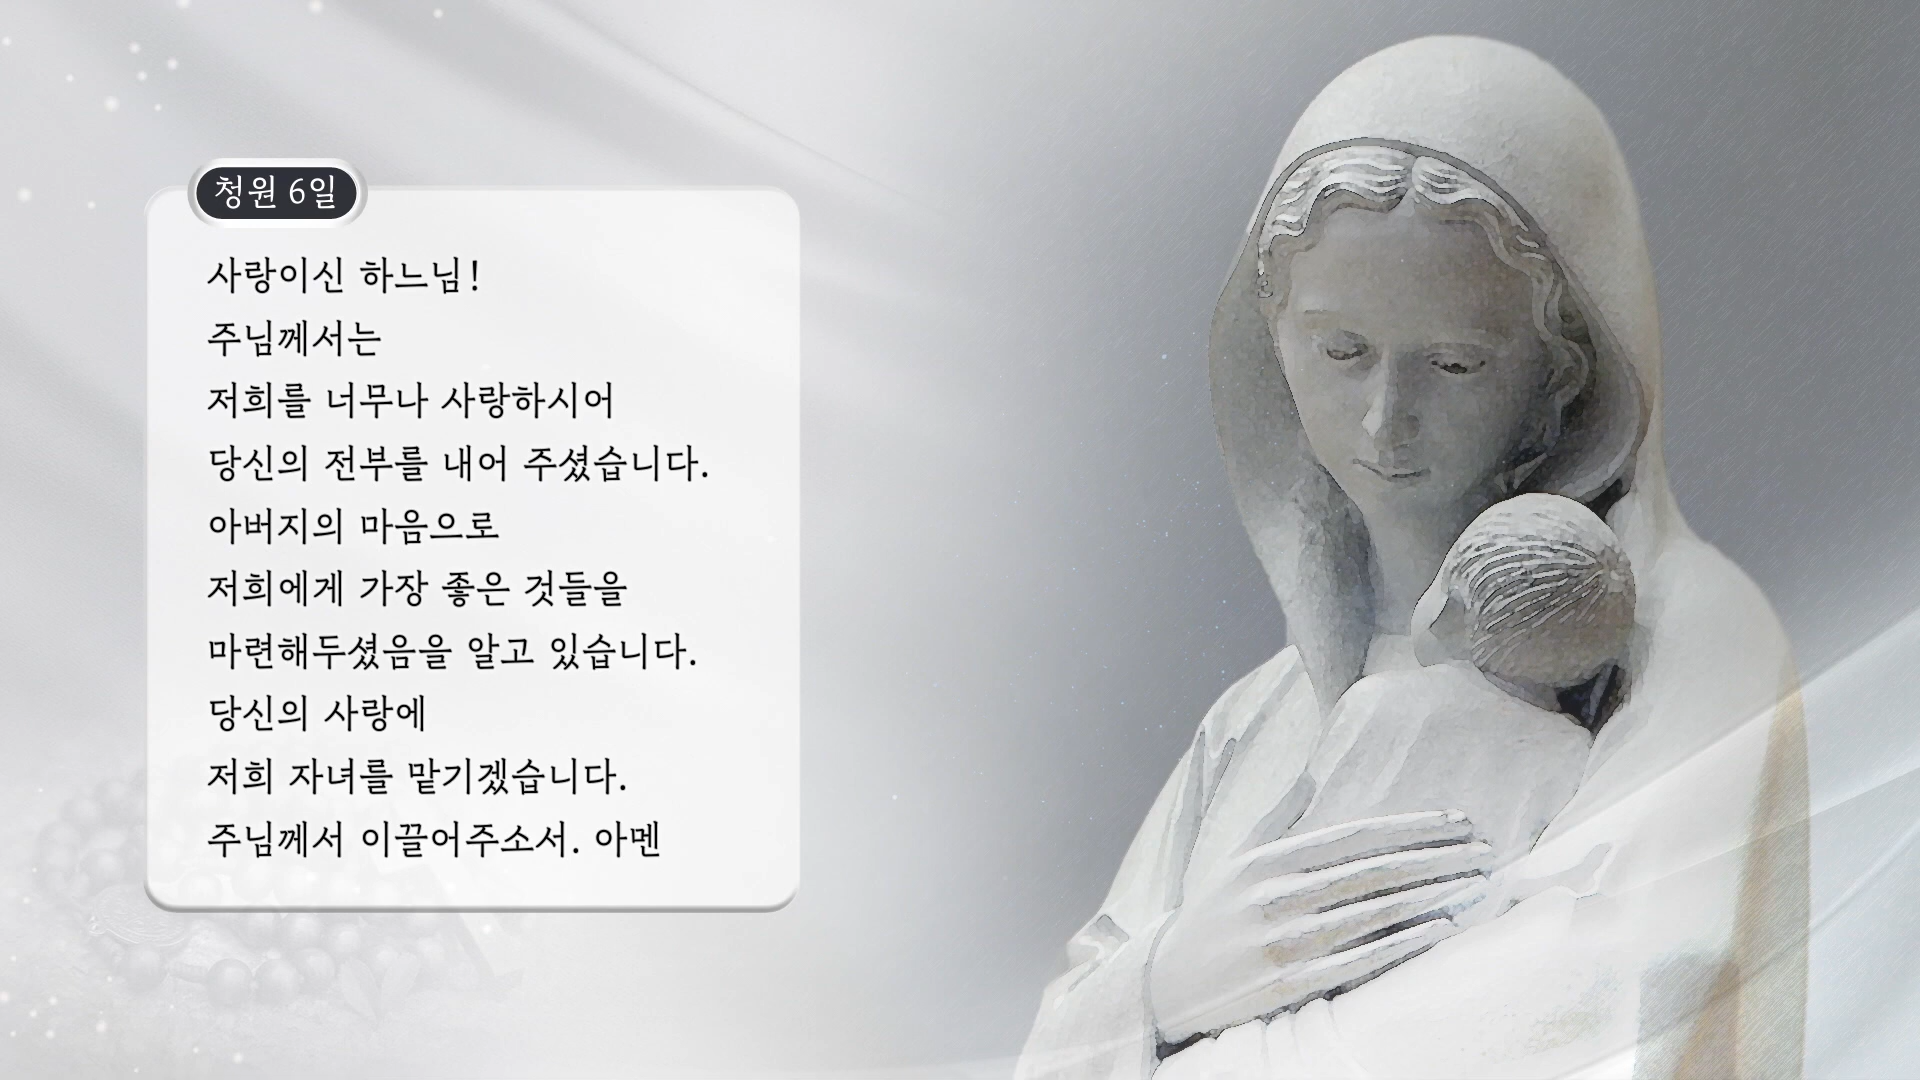 청원 6일
사랑이신 하느님!
주님께서는
저희를 너무나 사랑하시어
당신의 전부를 내어 주셨습니다.
아버지의 마음으로
저희에게 가장 좋은 것들을
마련해두셨음을 알고 있습니다.
당신의 사랑에
저희 자녀를 맡기겠습니다.
주님께서 이끌어주소서. 아멘